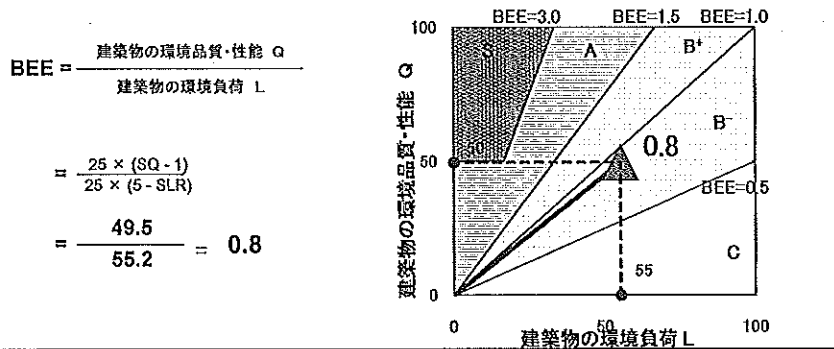 BEE = 建築物の環境品質・性能 Q
建築物の環境負荷 L
= 25 × (SQ - 1)
25 × (5 - SLR)
= 49.5
55.2
= 0.8
建築物の環境品質・性能 Q
100
50
0
BEE=3.0
BEE=1.5
BEE=1.0
S
A
B+
B-
50
0.8
BEE=0.5
C
55
0
50
100
建築物の環境負荷 L